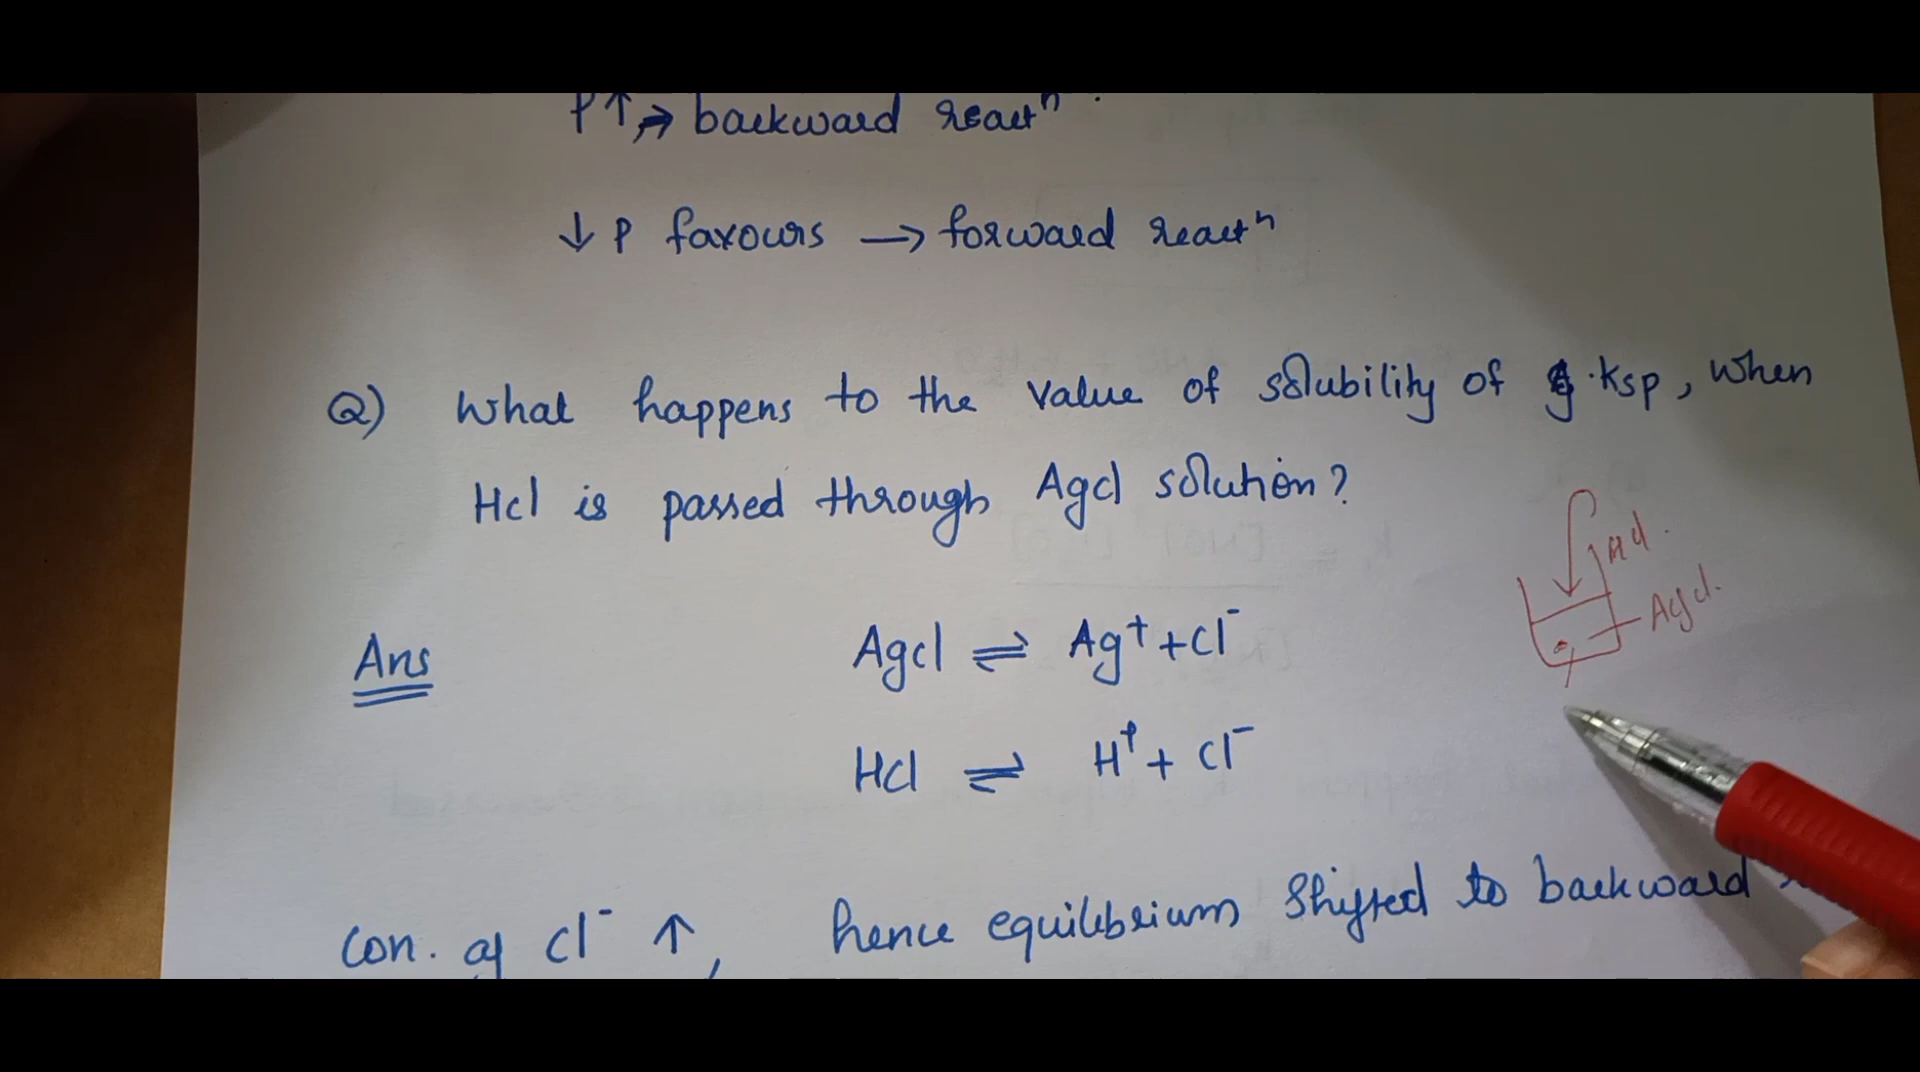 P↑, → backward reactⁿ.
↓ P favours → forward reactⁿ
Q) What happens to the value of solubility of & . Ksp, when
Hcl is passed through Agcl solution?
Hcl.
Agcl.
Ans
Agcl ⇌ Ag⁺ + Cl⁻
Hcl ⇌ H⁺ + Cl⁻
Con. of Cl⁻ ↑, hence equilibrium shifted to backward